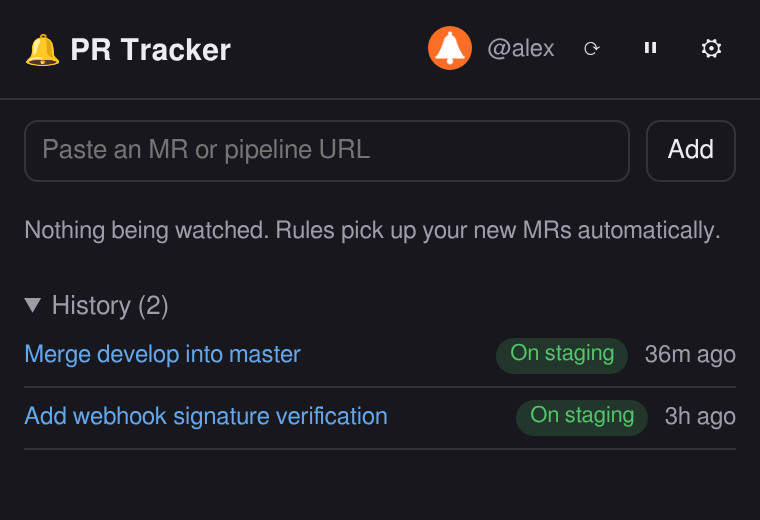 🔔 PR Tracker @alex
Paste an MR or pipeline URL Add
Nothing being watched. Rules pick up your new MRs automatically.
▼ History (2)
Merge develop into master On staging 36m ago
Add webhook signature verification On staging 3h ago